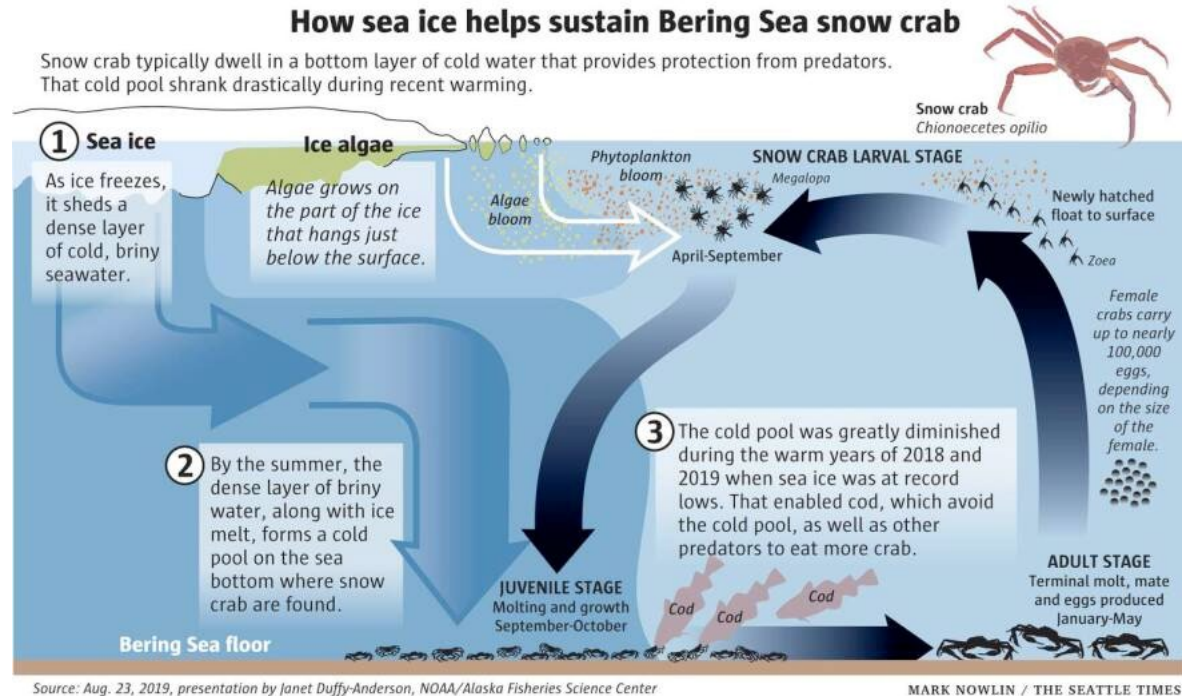 How sea ice helps sustain Bering Sea snow crab
Snow crab typically dwell in a bottom layer of cold water that provides protection from predators.
That cold pool shrank drastically during recent warming.
Snow crab
Chionoecetes opilio
1 Sea ice
As ice freezes,
it sheds a
dense layer
of cold, briny
seawater.
Ice algae
Algae grows on
the part of the ice
that hangs just
below the surface.
Algae
bloom
Phytoplankton
bloom
SNOW CRAB LARVAL STAGE
Megalopa
April-September
Newly hatched
float to surface
Zoea
Female
crabs carry
up to nearly
100,000
eggs,
depending
on the size
of the
female.
2 By the summer, the
dense layer of briny
water, along with ice
melt, forms a cold
pool on the sea
bottom where snow
crab are found.
3 The cold pool was greatly diminished
during the warm years of 2018 and
2019 when sea ice was at record
lows. That enabled cod, which avoid
the cold pool, as well as other
predators to eat more crab.
JUVENILE STAGE
Molting and growth
September-October
Cod
Cod
Cod
ADULT STAGE
Terminal molt, mate
and eggs produced
January-May
Bering Sea floor
Source: Aug. 23, 2019, presentation by Janet Duffy-Anderson, NOAA/Alaska Fisheries Science Center
MARK NOWLIN / THE SEATTLE TIMES